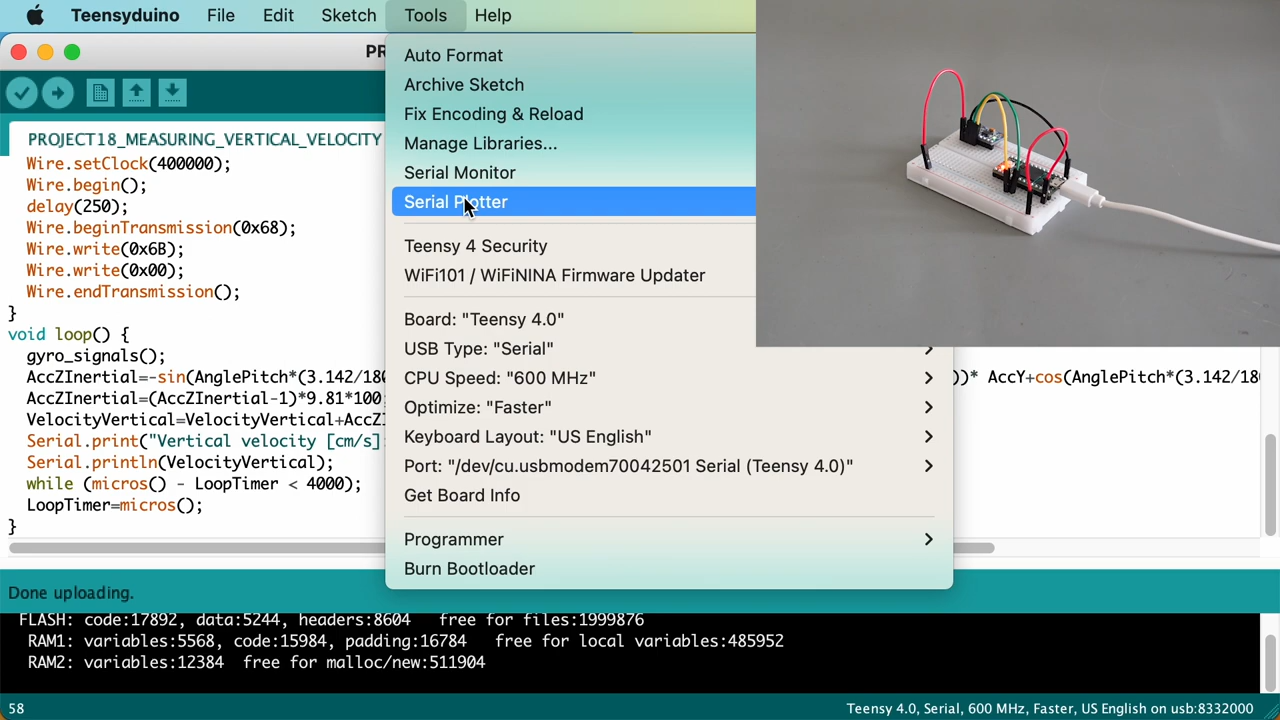 Teensyduino File Edit Sketch Tools Help
PR
PROJECT18_MEASURING_VERTICAL_VELOCITY
Wire.setClock(400000);
Wire.begin();
delay(250);
Wire.beginTransmission(0x68);
Wire.write(0x6B);
Wire.write(0x00);
Wire.endTransmission();
}
void loop() {
gyro_signals();
AccZInertial=-sin(AnglePitch*(3.142/180 ))* AccY+cos(AnglePitch*(3.142/18
AccZInertial=(AccZInertial-1)*9.81*100
VelocityVertical=VelocityVertical+AccZI
Serial.print("Vertical velocity [cm/s]
Serial.println(VelocityVertical);
while (micros() - LoopTimer < 4000);
LoopTimer=micros();
}
Auto Format
Archive Sketch
Fix Encoding & Reload
Manage Libraries...
Serial Monitor
Serial Plotter
Teensy 4 Security
WiFi101 / WiFiNINA Firmware Updater
Board: "Teensy 4.0"
USB Type: "Serial"
CPU Speed: "600 MHz"
Optimize: "Faster"
Keyboard Layout: "US English"
Port: "/dev/cu.usbmodem70042501 Serial (Teensy 4.0)"
Get Board Info
Programmer
Burn Bootloader
Done uploading.
FLASH: code:17892, data:5244, headers:8604 free for files:1999876
RAM1: variables:5568, code:15984, padding:16784 free for local variables:485952
RAM2: variables:12384 free for malloc/new:511904
58
Teensy 4.0, Serial, 600 MHz, Faster, US English on usb:8332000